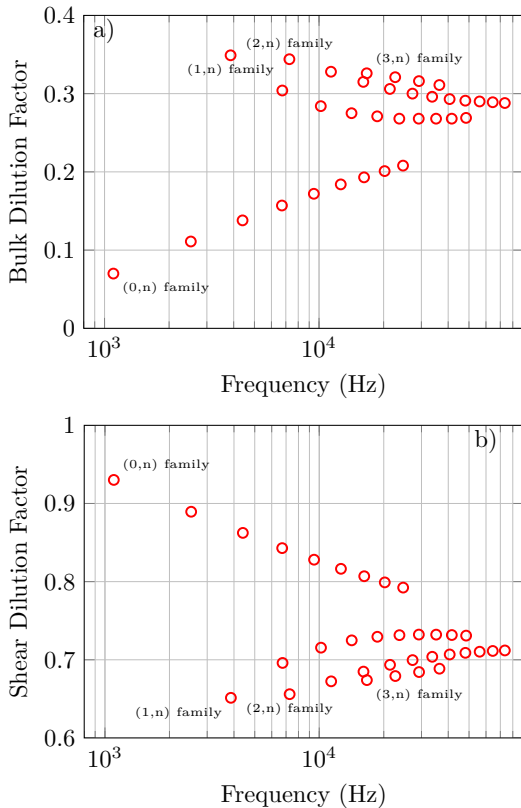 0.4
a)
(2,n) family
(1,n) family
(3,n) family
0.3
0.2
0.1
(0,n) family
0
Bulk Dilution Factor
10³
10⁴
Frequency (Hz)
1
b)
(0,n) family
0.9
0.8
0.7
(3,n) family
(2,n) family
(1,n) family
0.6
Shear Dilution Factor
10³
10⁴
Frequency (Hz)